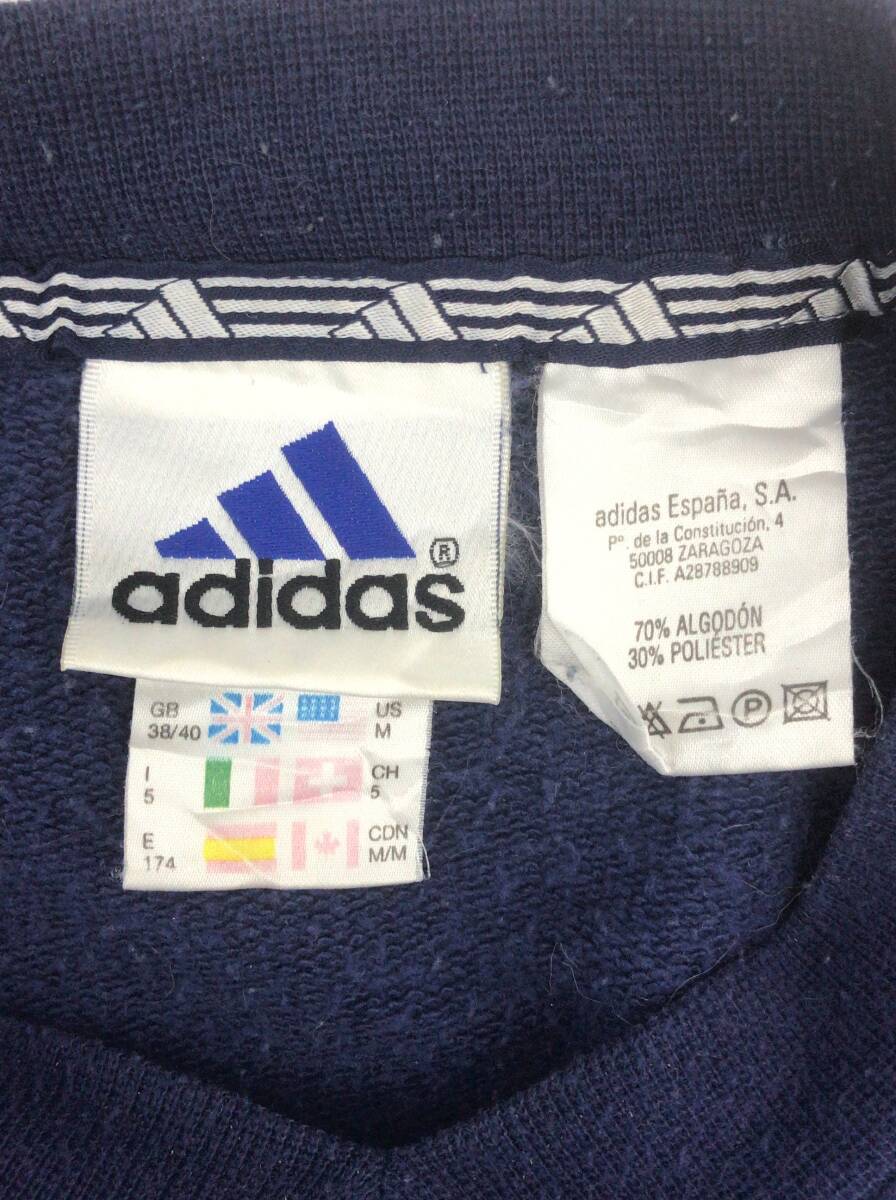 adidas®
GB
38/40
US
M
I
5
CH
5
E
174
CDN
M/M
adidas España, S.A.
Pº. de la Constitución, 4
50008 ZARAGOZA
C.I.F. A28788909
70% ALGODÓN
30% POLIÉSTER
P